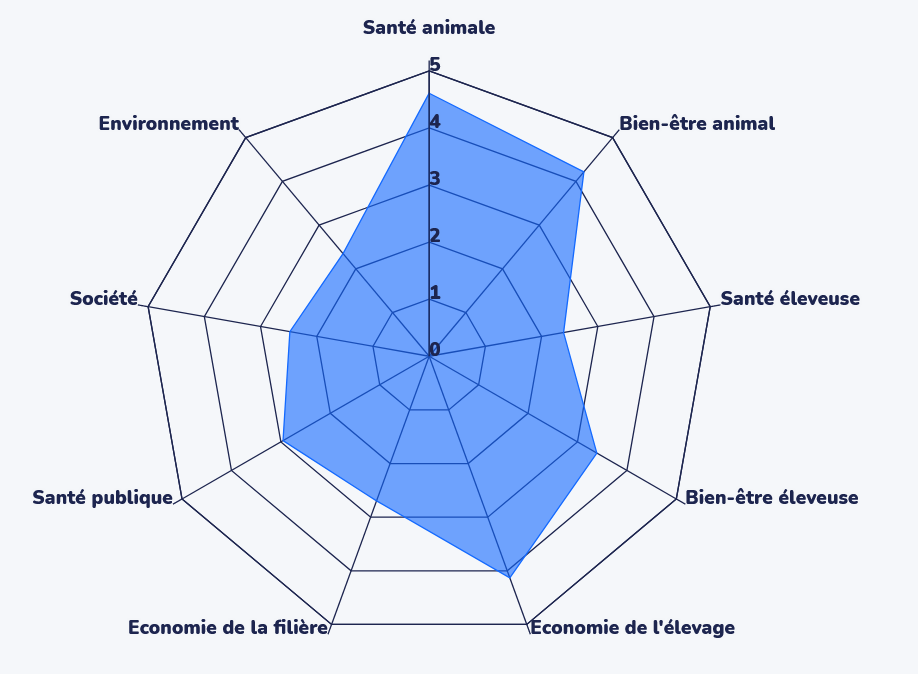 Santé animale
5
Environnement
Bien-être animal
4
3
2
1
Société
Santé éleveuse
0
Santé publique
Bien-être éleveuse
Economie de la filière
Economie de l'élevage